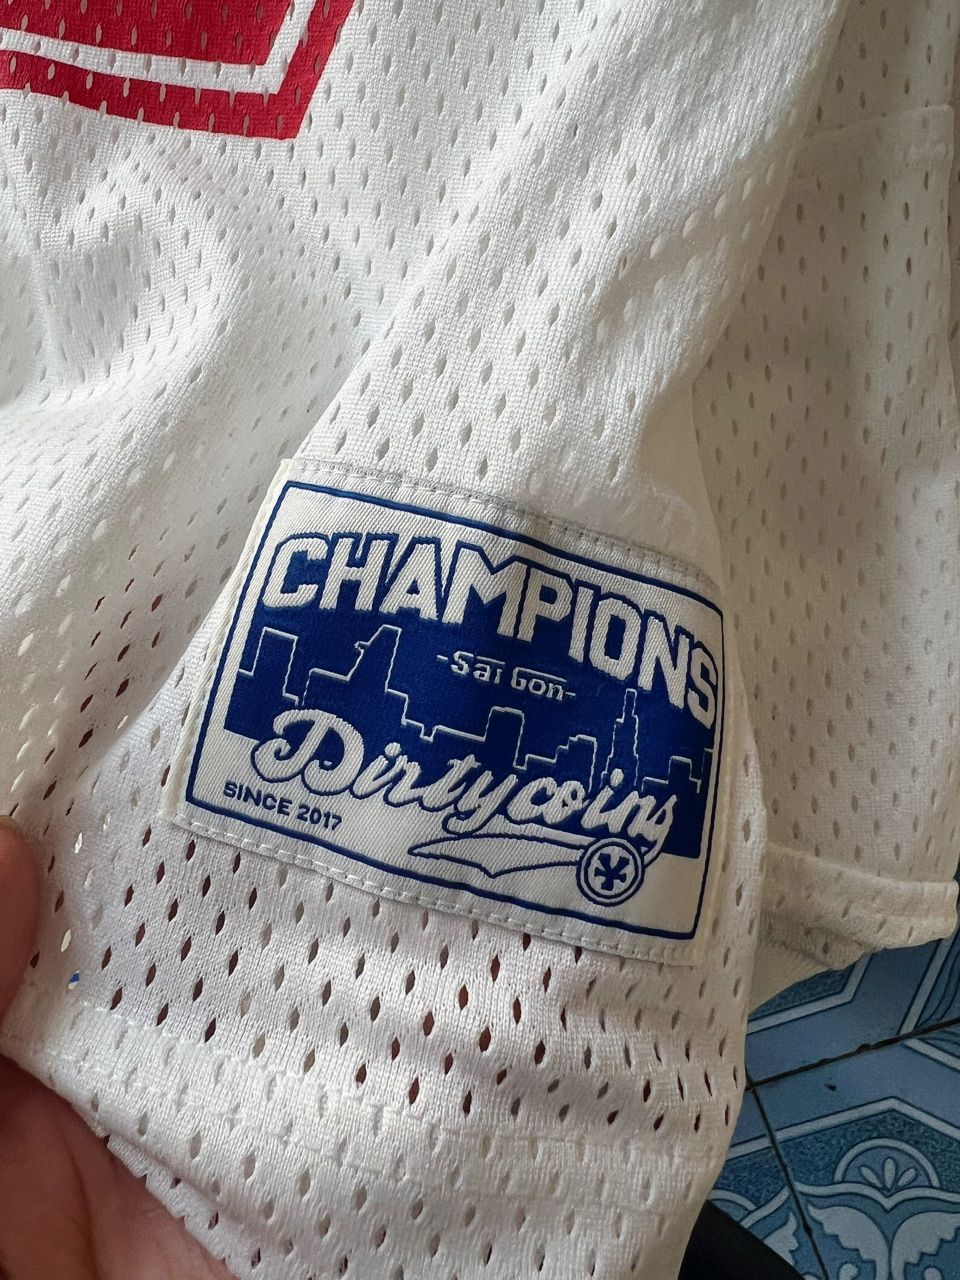 CHAMPIONS
-Sai Gon-
Dirtycoins
SINCE 2017